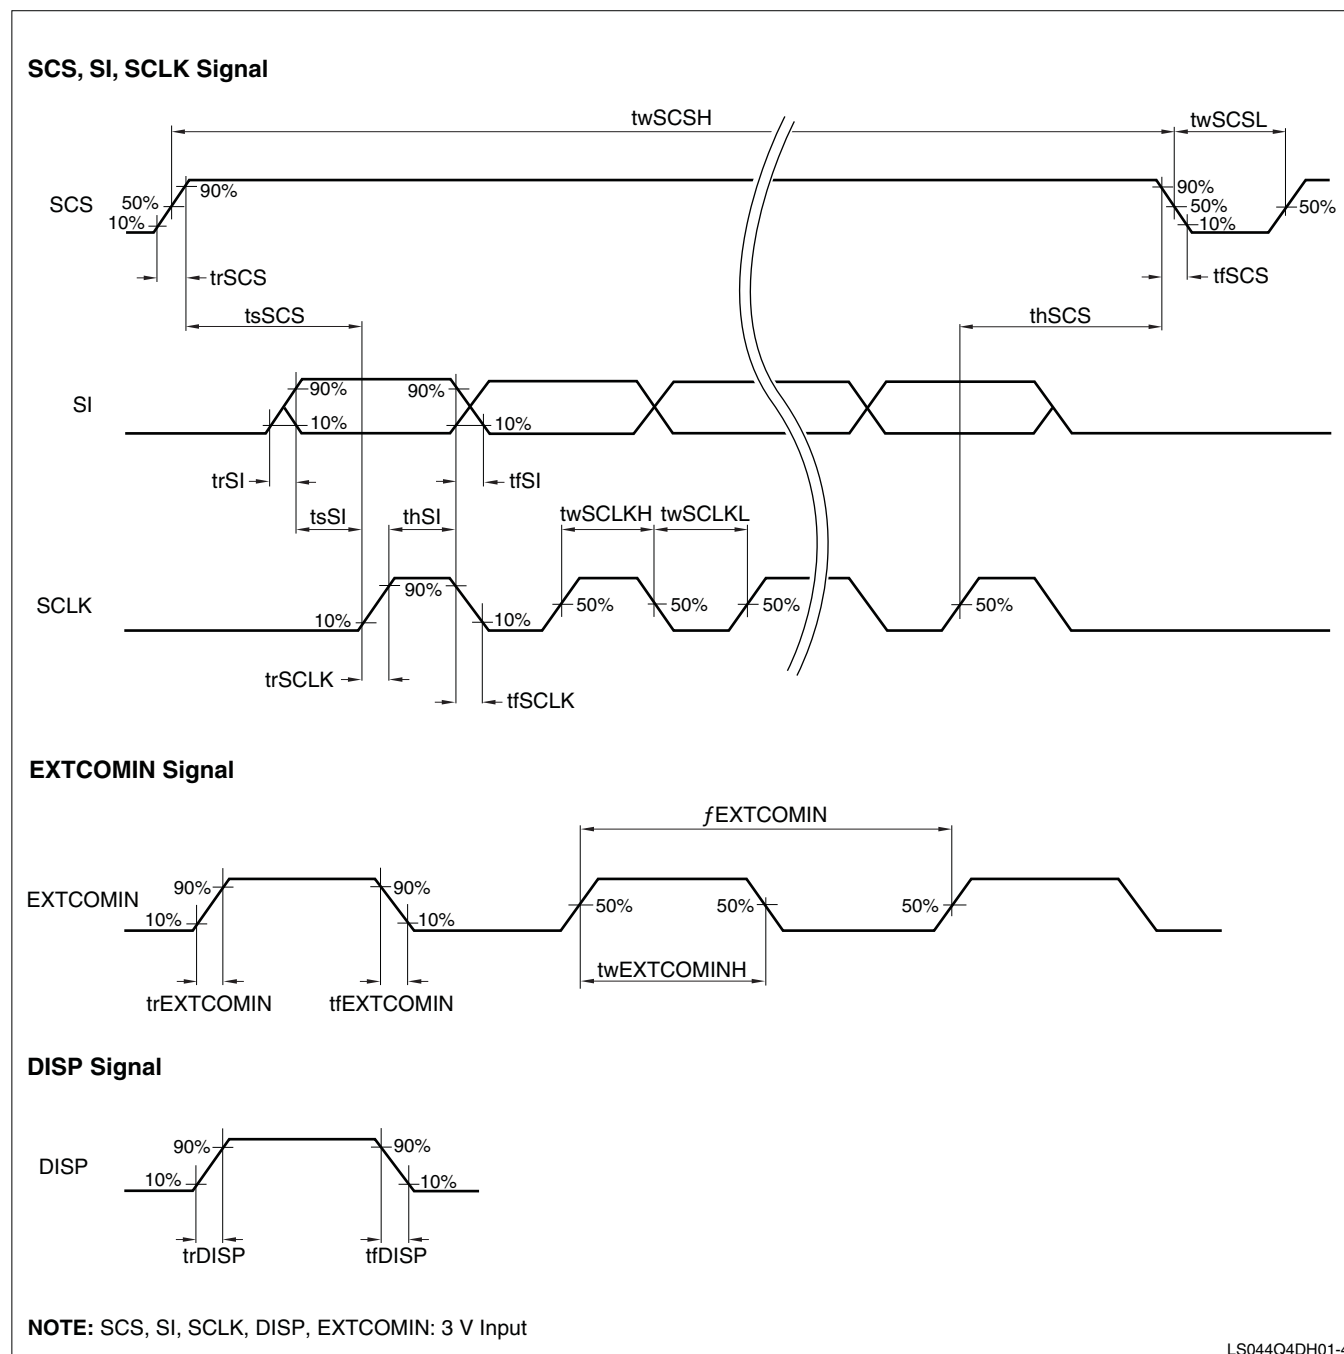 SCS, SI, SCLK Signal
twSCSH
twSCSL
SCS
50%
90%
10%
90%
50%
10%
50%
trSCS
tfSCS
tsSCS
thSCS
SI
90%
90%
10%
10%
trSI
tfSI
tsSI
thSI
twSCLKH
twSCLKL
SCLK
10%
90%
10%
50%
50%
50%
50%
trSCLK
tfSCLK
EXTCOMIN Signal
ƒEXTCOMIN
EXTCOMIN
90%
90%
10%
10%
50%
50%
50%
twEXTCOMINH
trEXTCOMIN
tfEXTCOMIN
DISP Signal
DISP
90%
90%
10%
10%
trDISP
tfDISP
NOTE: SCS, SI, SCLK, DISP, EXTCOMIN: 3 V Input
LS044Q4DH01-4